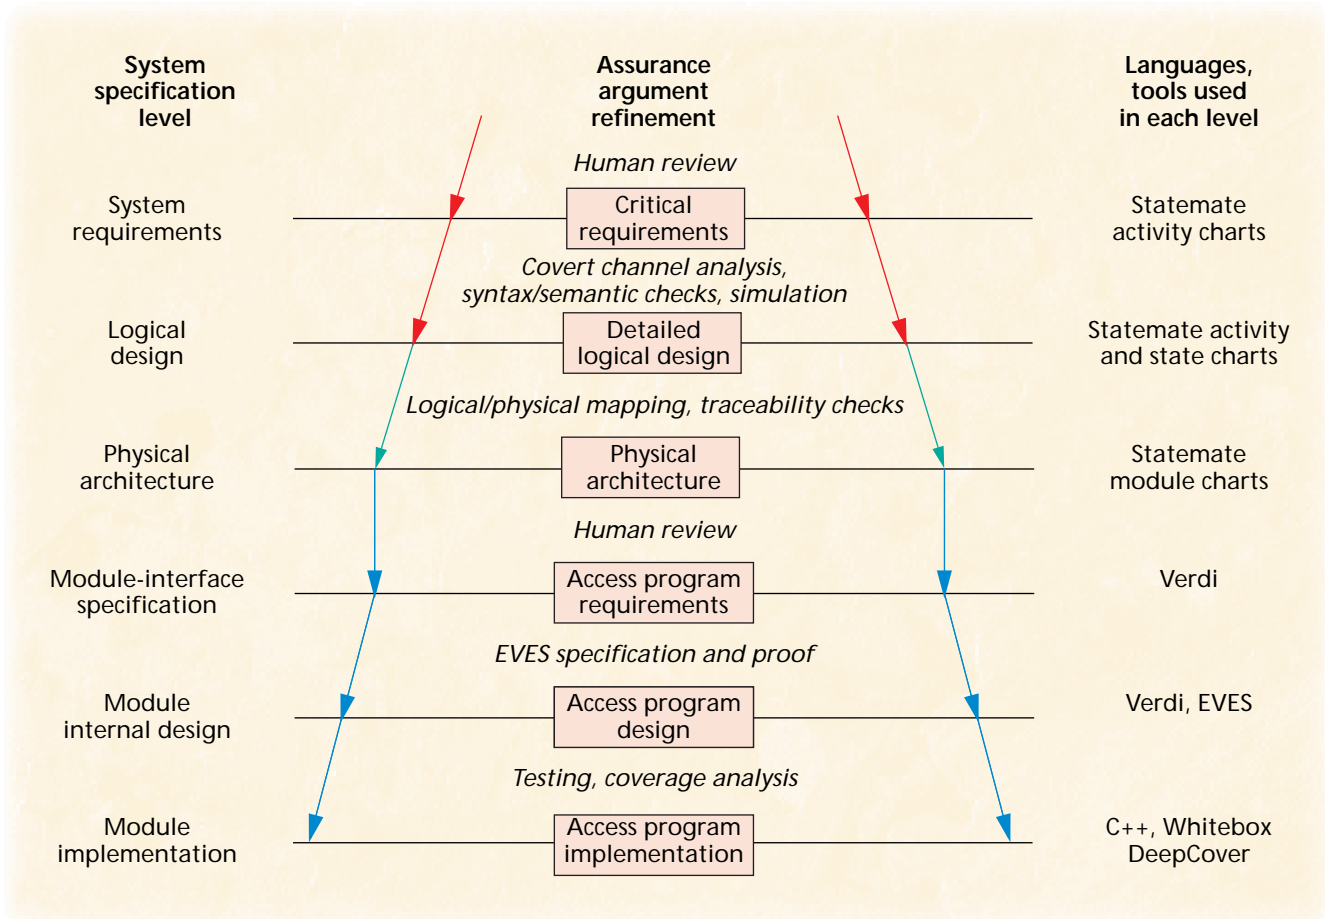 System
specification
level
Assurance
argument
refinement
Languages,
tools used
in each level
Human review
System
requirements
Critical
requirements
Statemate
activity charts
Covert channel analysis,
syntax/semantic checks, simulation
Logical
design
Detailed
logical design
Statemate activity
and state charts
Logical/physical mapping, traceability checks
Physical
architecture
Physical
architecture
Statemate
module charts
Human review
Module-interface
specification
Access program
requirements
Verdi
EVES specification and proof
Module
internal design
Access program
design
Verdi, EVES
Testing, coverage analysis
Module
implementation
Access program
implementation
C++, Whitebox
DeepCover